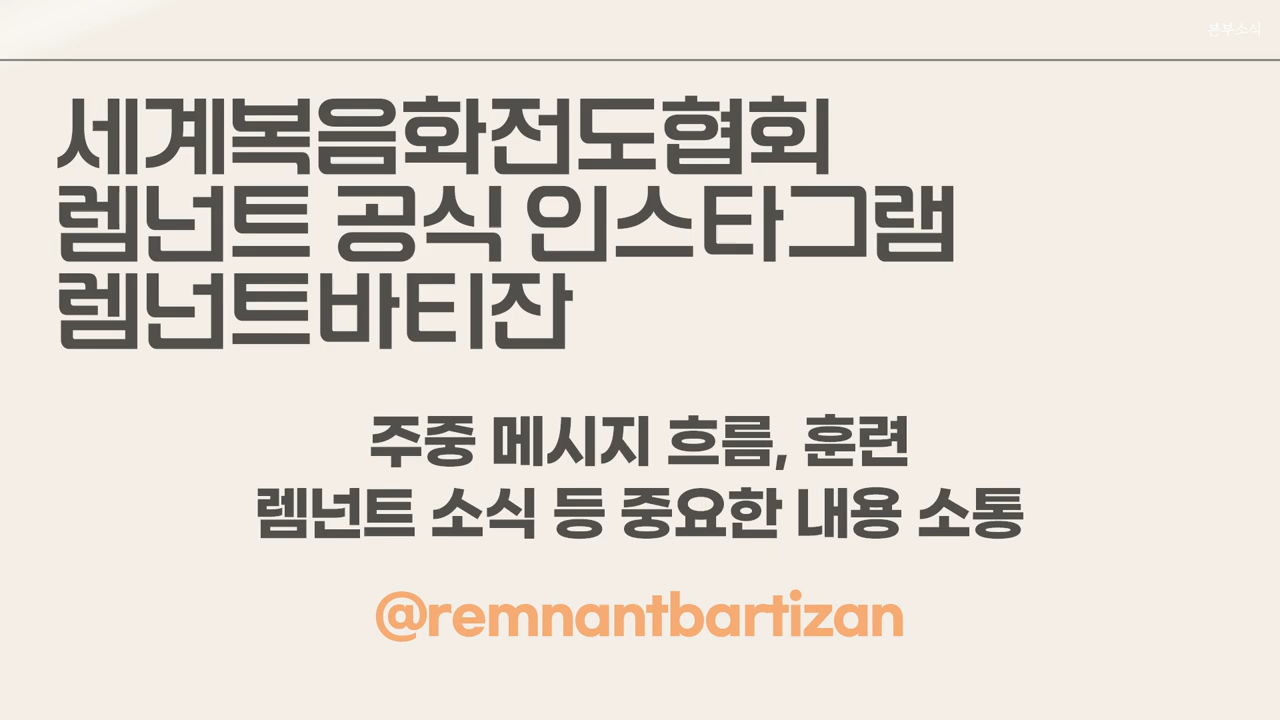 본부소식
세계복음화전도협회
렘넌트 공식 인스타그램
렘넌트바티잔
주중 메시지 흐름, 훈련
렘넌트 소식 등 중요한 내용 소통
@remnantbartizan